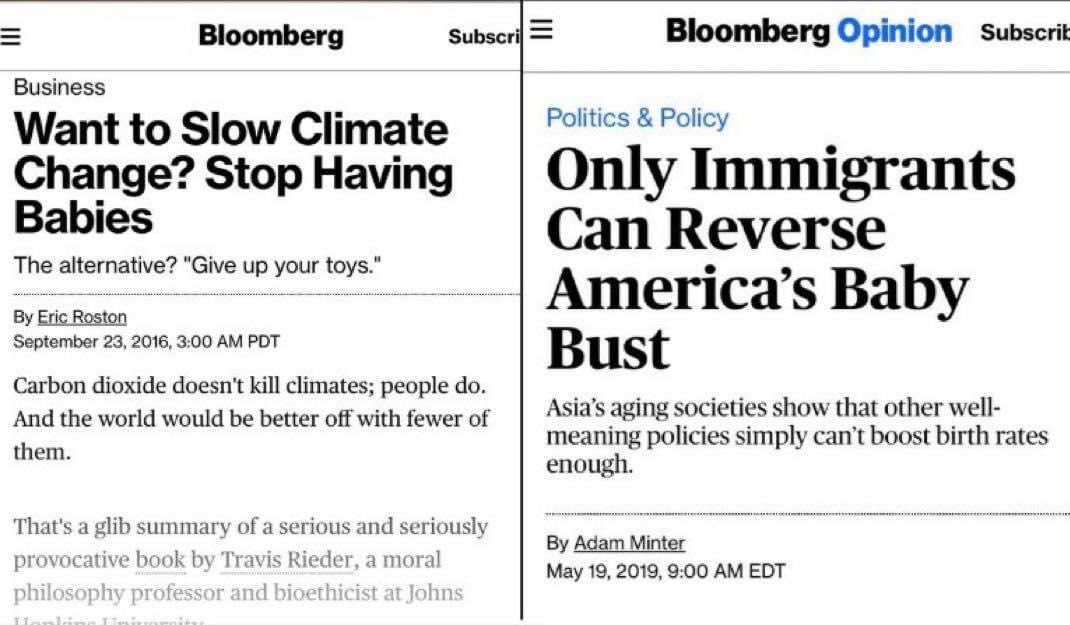 Bloomberg
Subscri
Business
Want to Slow Climate
Change? Stop Having
Babies
The alternative? "Give up your toys."
By Eric Roston
September 23, 2016, 3:00 AM PDT
Carbon dioxide doesn't kill climates; people do.
And the world would be better off with fewer of
them.
That's a glib summary of a serious and seriously
provocative book by Travis Rieder, a moral
philosophy professor and bioethicist at Johns
Hopkins University.
Bloomberg Opinion
Subscrib
Politics & Policy
Only Immigrants
Can Reverse
America’s Baby
Bust
Asia’s aging societies show that other well-
meaning policies simply can’t boost birth rates
enough.
By Adam Minter
May 19, 2019, 9:00 AM EDT